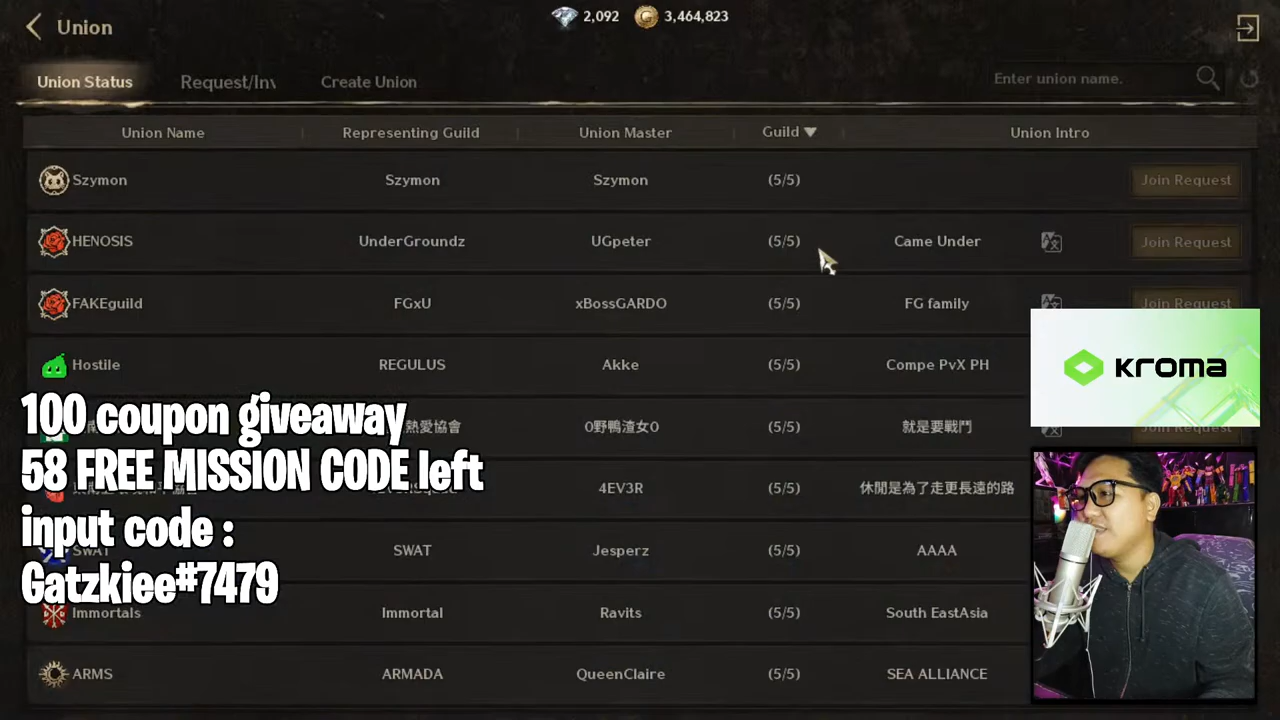 Union
2,092
3,464,823
Union Status
Request/Inv
Create Union
Enter union name.
Union Name
Representing Guild
Union Master
Guild ▼
Union Intro
Szymon
Szymon
Szymon
(5/5)
Join Request
HENOSIS
UnderGroundz
UGpeter
(5/5)
Came Under
Join Request
FAKEguild
FGxU
xBossGARDO
(5/5)
FG family
Join Request
Hostile
REGULUS
Akke
(5/5)
Compe PvX PH
熱愛協會
0野鴨渣女0
(5/5)
就是要戰鬥
4EV3R
(5/5)
休閒是為了走更長遠的路
SWAT
SWAT
Jesperz
(5/5)
AAAA
Immortals
Immortal
Ravits
(5/5)
South EastAsia
ARMS
ARMADA
QueenClaire
(5/5)
SEA ALLIANCE
100 coupon giveaway
58 FREE MISSION CODE left
input code :
Gatzkiee#7479
kroma